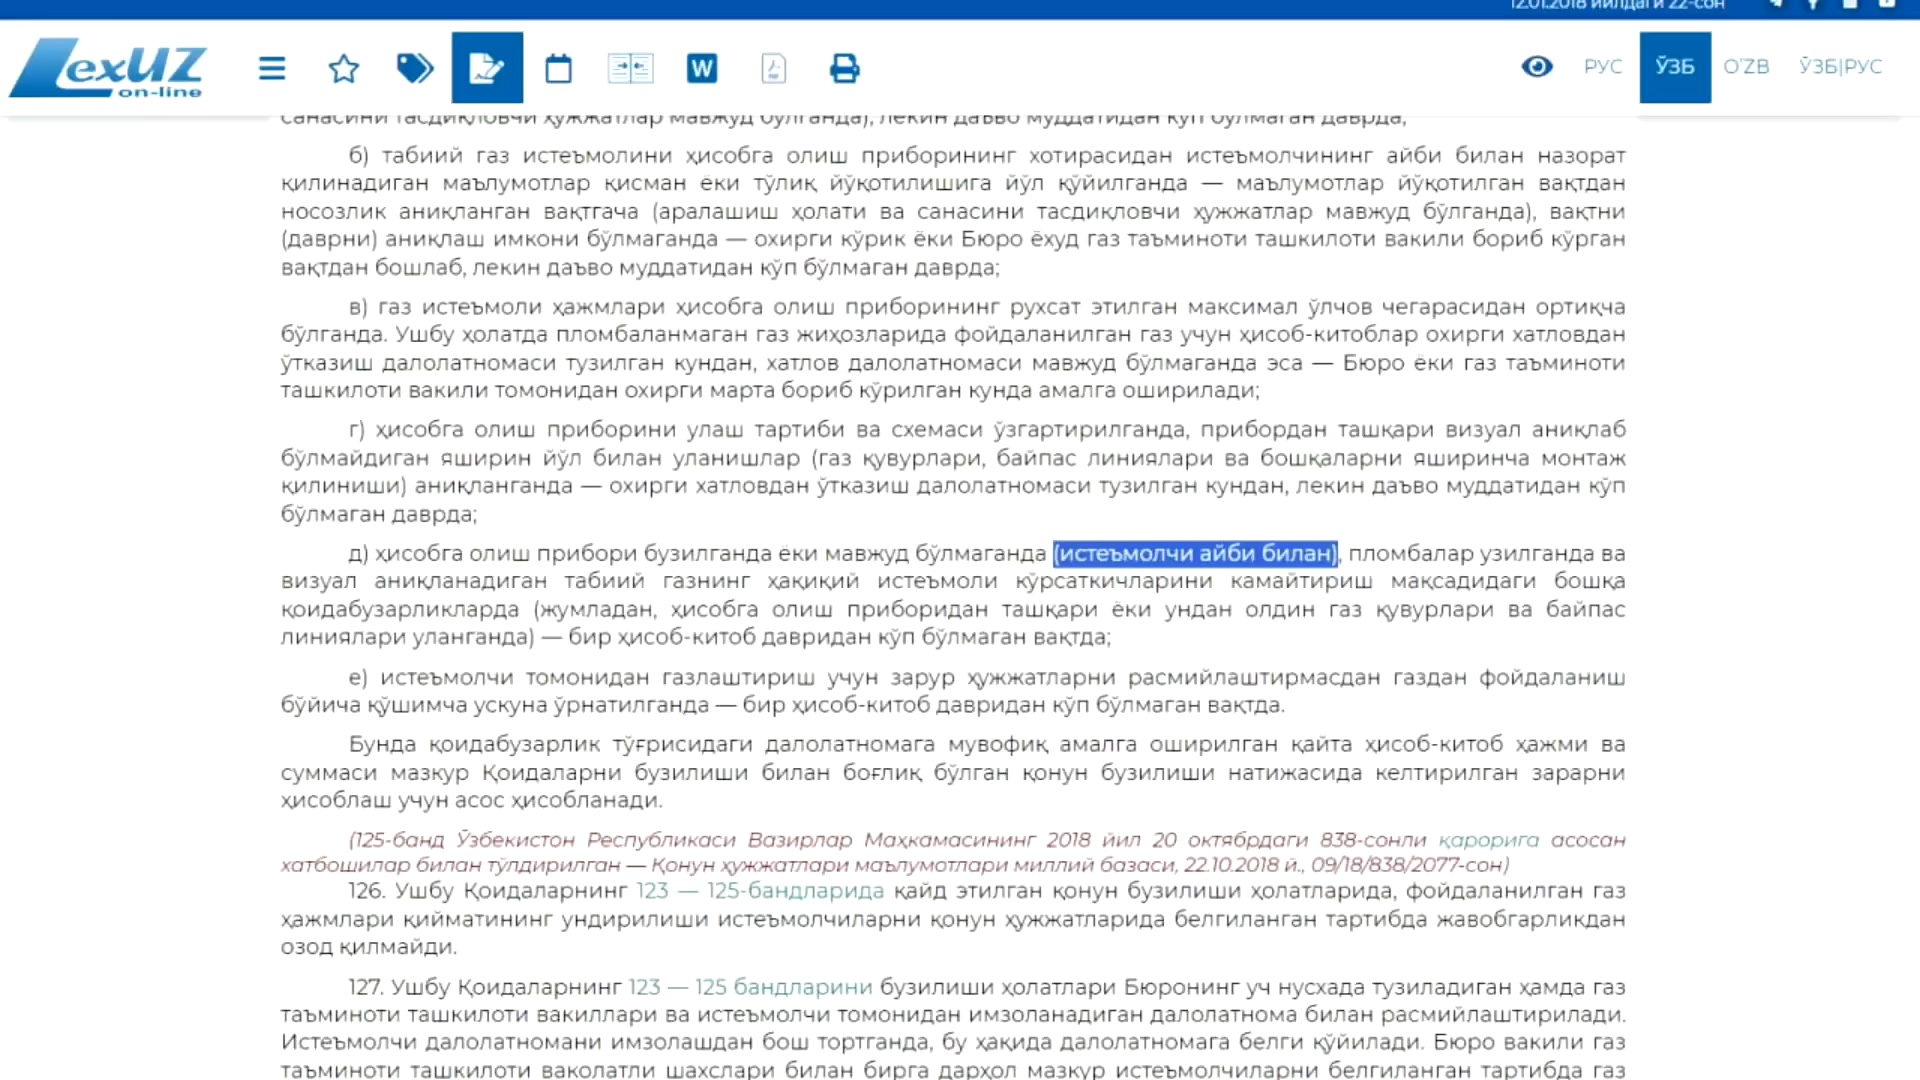 12.01.2018 йилдаги 22-сон
LexUZ
on-line
W
РУС
ЎЗБ
O'ZB
ЎЗБ|РУС
санасини тасдиқловчи ҳужжатлар мавжуд бўлганда), лекин даъво муддатидан кўп бўлмаган даврда;
б) табиий газ истеъмолини ҳисобга олиш приборининг хотирасидан истеъмолчининг айби билан назорат
қилинадиган маълумотлар қисман ёки тўлиқ йўқотилишига йўл қўйилганда — маълумотлар йўқотилган вақтдан
носозлик аниқланган вақтгача (аралашиш ҳолати ва санасини тасдиқловчи ҳужжатлар мавжуд бўлганда), вақтни
(даврни) аниқлаш имкони бўлмаганда — охирги кўрик ёки Бюро ёхуд газ таъминоти ташкилоти вакили бориб кўрган
вақтдан бошлаб, лекин даъво муддатидан кўп бўлмаган даврда;
в) газ истеъмоли ҳажмлари ҳисобга олиш приборининг рухсат этилган максимал ўлчов чегарасидан ортиқча
бўлганда. Ушбу ҳолатда пломбаланмаган газ жиҳозларида фойдаланилган газ учун ҳисоб-китоблар охирги хатловдан
ўтказиш далолатномаси тузилган кундан, хатлов далолатномаси мавжуд бўлмаганда эса — Бюро ёки газ таъминоти
ташкилоти вакили томонидан охирги марта бориб кўрилган кунда амалга оширилади;
г) ҳисобга олиш приборини улаш тартиби ва схемаси ўзгартирилганда, прибордан ташқари визуал аниқлаб
бўлмайдиган яширин йўл билан уланишлар (газ қувурлари, байпас линиялари ва бошқаларни яширинча монтаж
қилиниши) аниқланганда — охирги хатловдан ўтказиш далолатномаси тузилган кундан, лекин даъво муддатидан кўп
бўлмаган даврда;
д) ҳисобга олиш прибори бузилганда ёки мавжуд бўлмаганда (истеъмолчи айби билан), пломбалар узилганда ва
визуал аниқланадиган табиий газнинг ҳақиқий истеъмоли кўрсаткичларини камайтириш мақсадидаги бошқа
қоидабузарликларда (жумладан, ҳисобга олиш приборидан ташқари ёки ундан олдин газ қувурлари ва байпас
линиялари уланганда) — бир ҳисоб-китоб давридан кўп бўлмаган вақтда;
е) истеъмолчи томонидан газлаштириш учун зарур ҳужжатларни расмийлаштирмасдан газдан фойдаланиш
бўйича қўшимча ускуна ўрнатилганда — бир ҳисоб-китоб давридан кўп бўлмаган вақтда.
Бунда қоидабузарлик тўғрисидаги далолатномага мувофиқ амалга оширилган қайта ҳисоб-китоб ҳажми ва
суммаси мазкур Қоидаларни бузилиши билан боғлиқ бўлган қонун бузилиши натижасида келтирилган зарарни
ҳисоблаш учун асос ҳисобланади.
(125-банд Ўзбекистон Республикаси Вазирлар Маҳкамасининг 2018 йил 20 октябрдаги 838-сонли қарорига асосан
хатбошилар билан тўлдирилган — Қонун ҳужжатлари маълумотлари миллий базаси, 22.10.2018 й., 09/18/838/2077-сон)
126. Ушбу Қоидаларнинг 123 — 125-бандларида қайд этилган қонун бузилиши ҳолатларида, фойдаланилган газ
ҳажмлари қийматининг ундирилиши истеъмолчиларни қонун ҳужжатларида белгиланган тартибда жавобгарликдан
озод қилмайди.
127. Ушбу Қоидаларнинг 123 — 125 бандларини бузилиши ҳолатлари Бюронинг уч нусхада тузиладиган ҳамда газ
таъминоти ташкилоти вакиллари ва истеъмолчи томонидан имзоланадиган далолатнома билан расмийлаштирилади.
Истеъмолчи далолатномани имзолашдан бош тортганда, бу ҳақида далолатномага белги қўйилади. Бюро вакили газ
таъминоти ташкилоти ваколатли шахслари билан бирга дарҳол мазкур истеъмолчиларни белгиланган тартибда газ